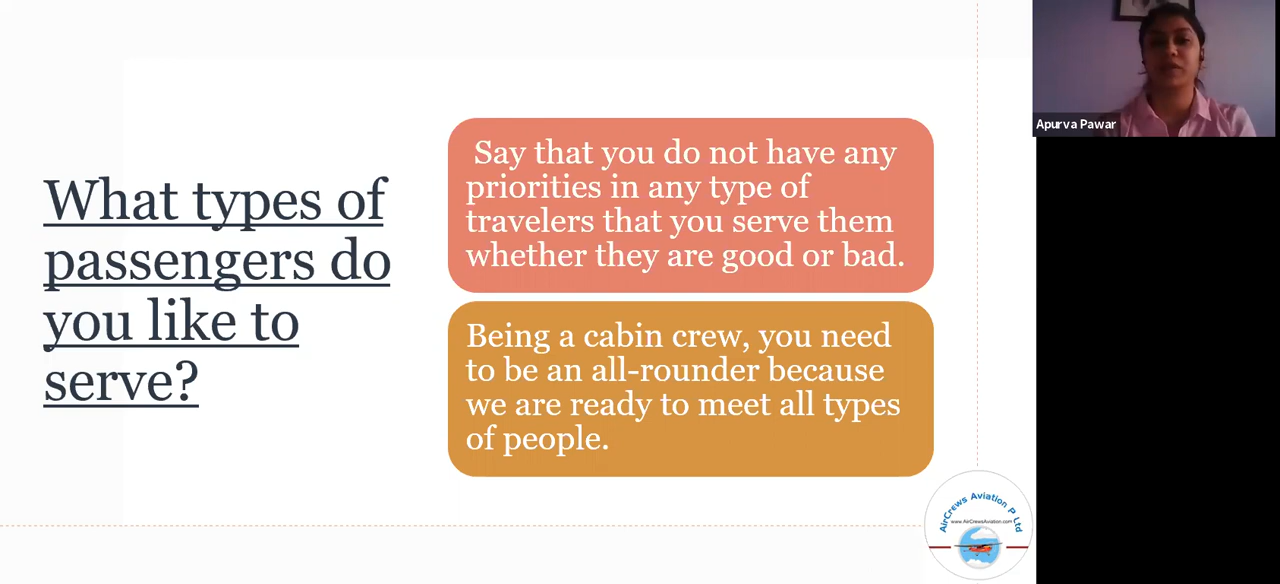 What types of
passengers do
you like to
serve?
Say that you do not have any
priorities in any type of
travelers that you serve them
whether they are good or bad.
Being a cabin crew, you need
to be an all-rounder because
we are ready to meet all types
of people.
Apurva Pawar
AirCrews Aviation P Ltd
www.AirCrewsAviation.com